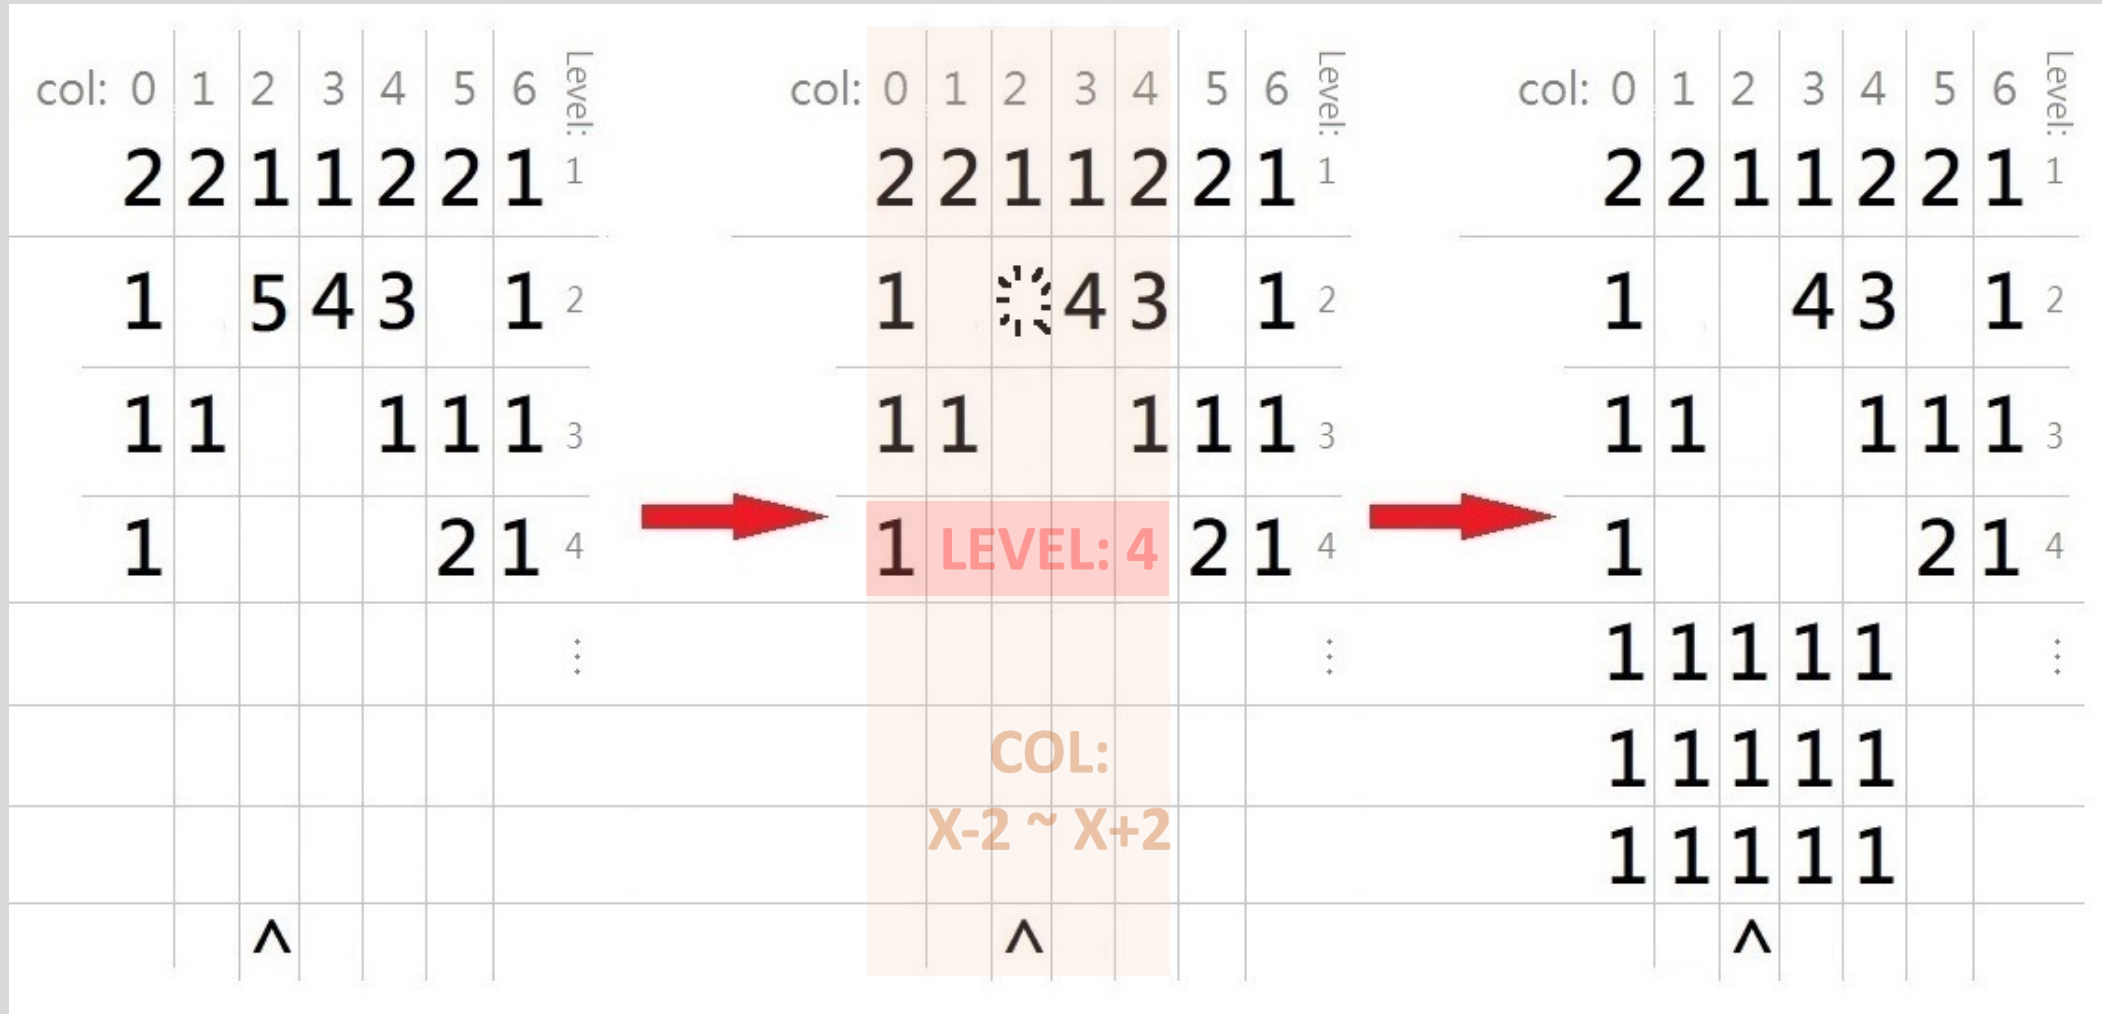 col: 0 1 2 3 4 5 6 Level:
2 2 1 1 2 2 1 1
1 5 4 3 1 2
1 1 1 1 1 3
1 2 1 4
⋮
^
col: 0 1 2 3 4 5 6 Level:
2 2 1 1 2 2 1 1
1 4 3 1 2
1 1 1 1 1 3
1 LEVEL: 4 2 1 4
⋮
COL:
X-2 ~ X+2
^
col: 0 1 2 3 4 5 6 Level:
2 2 1 1 2 2 1 1
1 4 3 1 2
1 1 1 1 1 3
1 2 1 4
1 1 1 1 1 ⋮
1 1 1 1 1
1 1 1 1 1
^